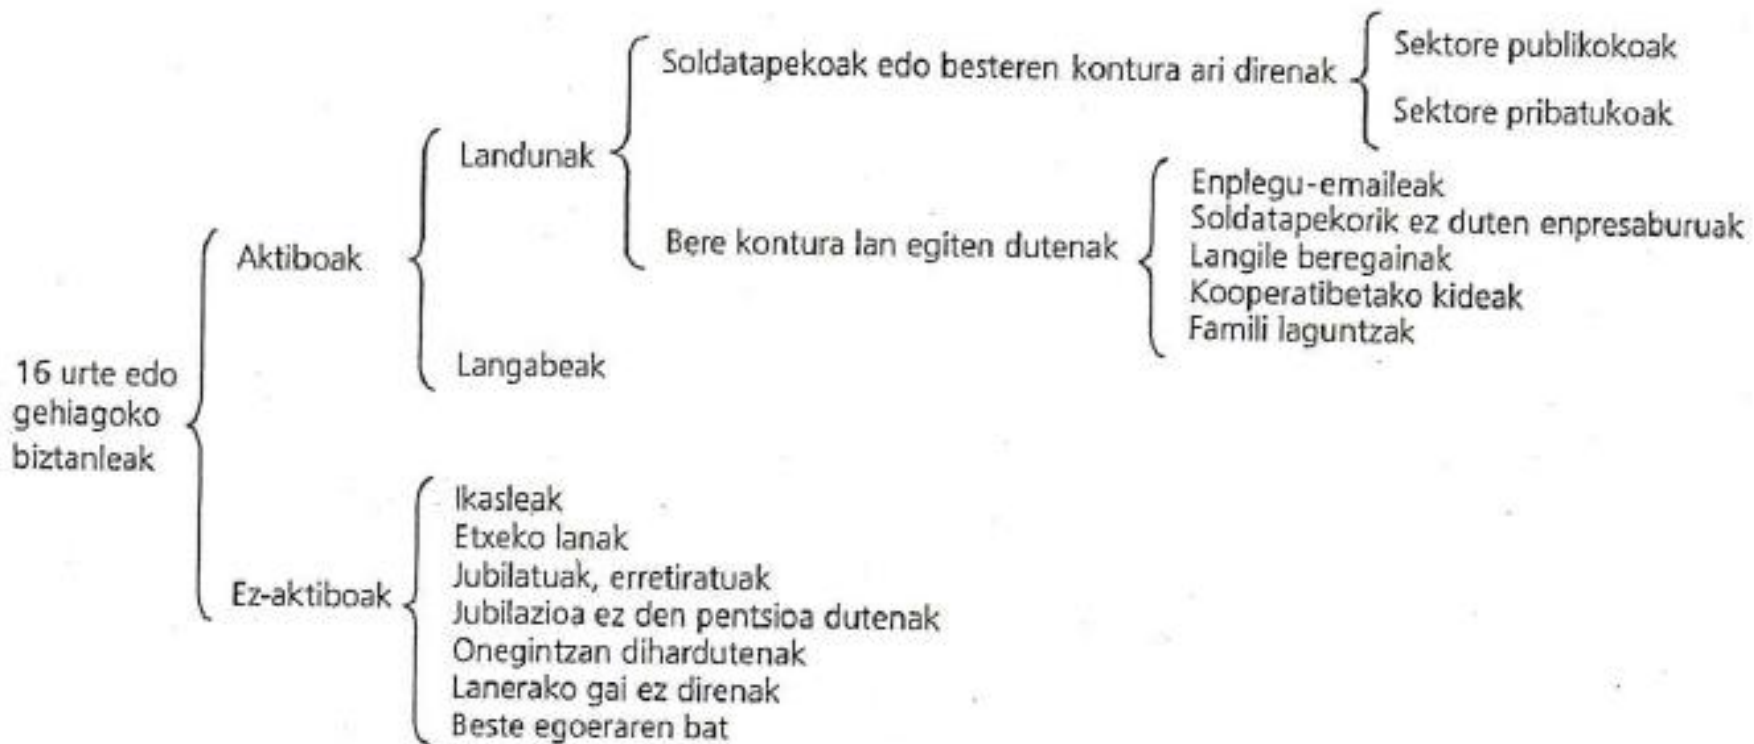 16 urte edo
gehiagoko
biztanleak
Aktiboak
Landunak
Soldatapekoak edo besteren kontura ari direnak
Sektore publikokoak
Sektore pribatukoak
Bere kontura lan egiten dutenak
Enplegu-emaileak
Soldatapekorik ez duten enpresaburuak
Langile beregainak
Kooperatibetako kideak
Famili laguntzak
Langabeak
Ez-aktiboak
Ikasleak
Etxeko lanak
Jubilatuak, erretiratuak
Jubilazioa ez den pentsioa dutenak
Onegintzan dihardutenak
Lanerako gai ez direnak
Beste egoeraren bat